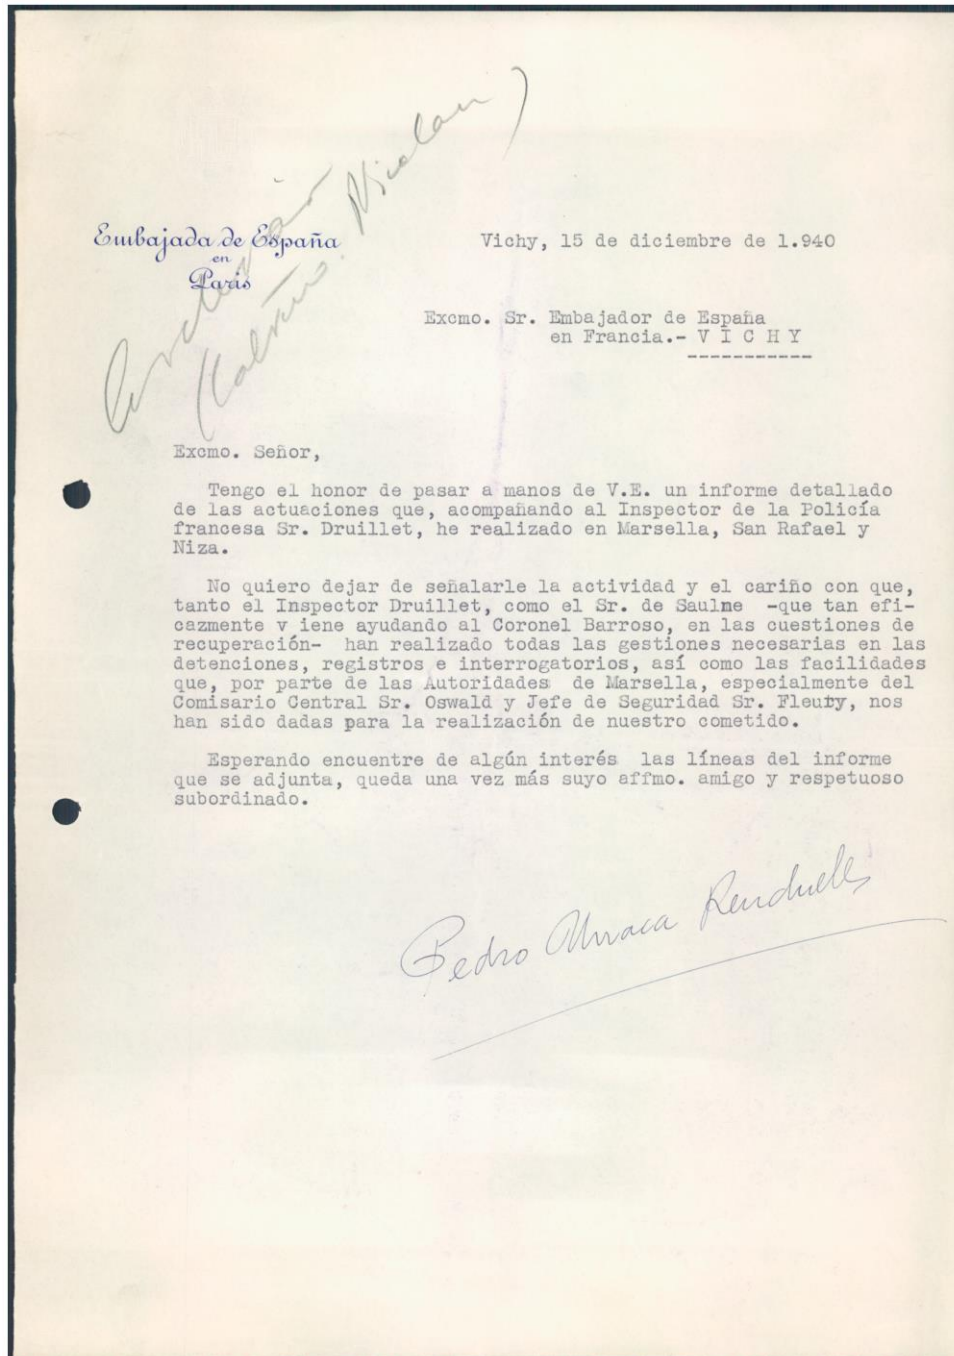 Embajada de España
en
Paris
Vichy, 15 de diciembre de 1.940
Excmo. Sr. Embajador de España
en Francia.- V I C H Y
-----------
Excmo. Señor,
Tengo el honor de pasar a manos de V.E. un informe detallado
de las actuaciones que, acompañando al Inspector de la Policía
francesa Sr. Druillet, he realizado en Marsella, San Rafael y
Niza.
No quiero dejar de señalarle la actividad y el cariño con que,
tanto el Inspector Druillet, como el Sr. de Saulme -que tan efi-
cazmente v iene ayudando al Coronel Barroso, en las cuestiones de
recuperación- han realizado todas las gestiones necesarias en las
detenciones, registros e interrogatorios, así como las facilidades
que, por parte de las Autoridades de Marsella, especialmente del
Comisario Central Sr. Oswald y Jefe de Seguridad Sr. Fleury, nos
han sido dadas para la realización de nuestro cometido.
Esperando encuentre de algún interés las líneas del informe
que se adjunta, queda una vez más suyo affmo. amigo y respetuoso
subordinado.
Pedro Urraca Rendueles